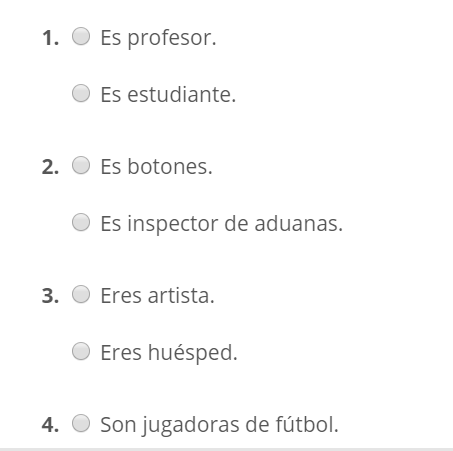 1. Es profesor.
Es estudiante.
2. Es botones.
Es inspector de aduanas.
3. Eres artista.
Eres huésped.
4. Son jugadoras de fútbol.